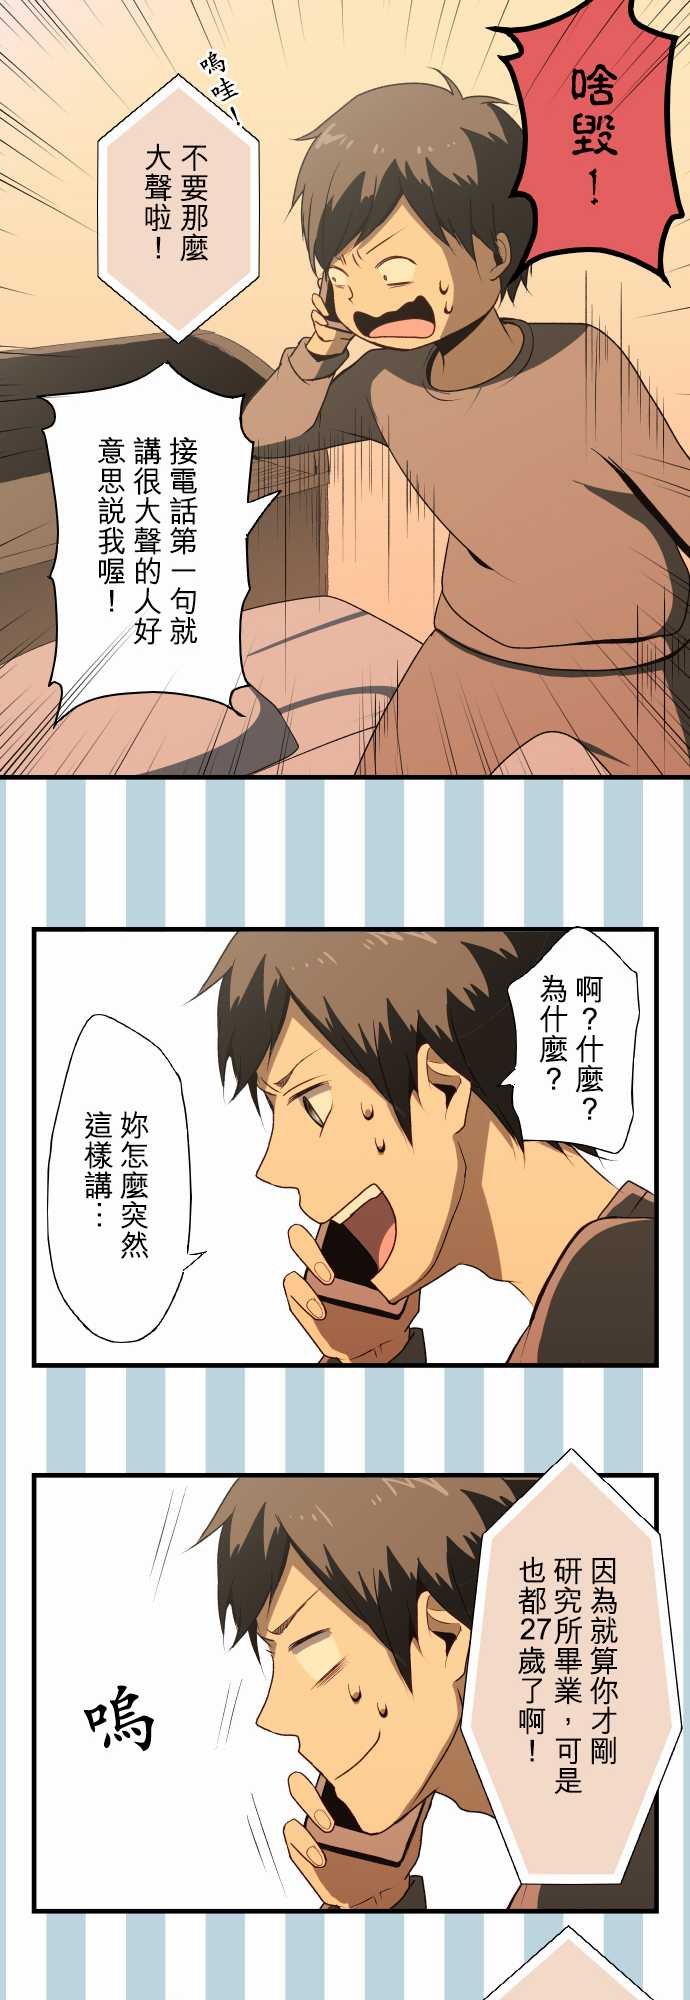 啥毀！
嗚哇！
不要那麼
大聲啦！
接電話第一句就
講很大聲的人好
意思說我喔！
啊？什麼？
為什麼？
妳怎麼突然
這樣講…
因為就算你才剛
研究所畢業，可是
也都27歲了啊！
嗚